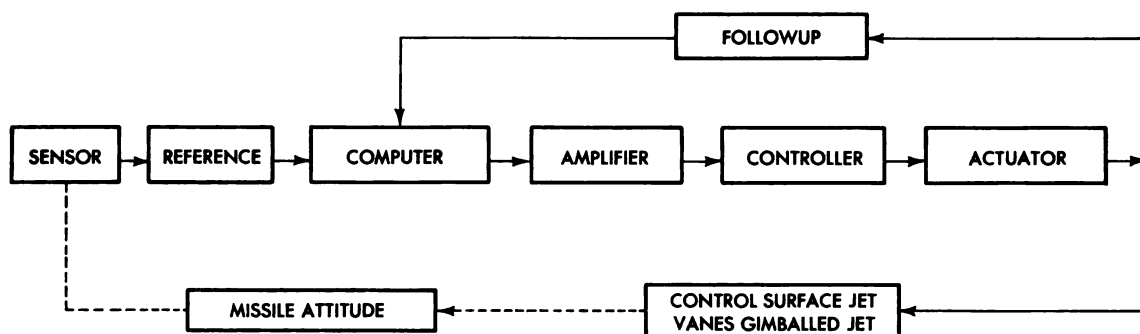 FOLLOWUP
SENSOR
REFERENCE
COMPUTER
AMPLIFIER
CONTROLLER
ACTUATOR
MISSILE ATTITUDE
CONTROL SURFACE JET
VANES GIMBALLED JET